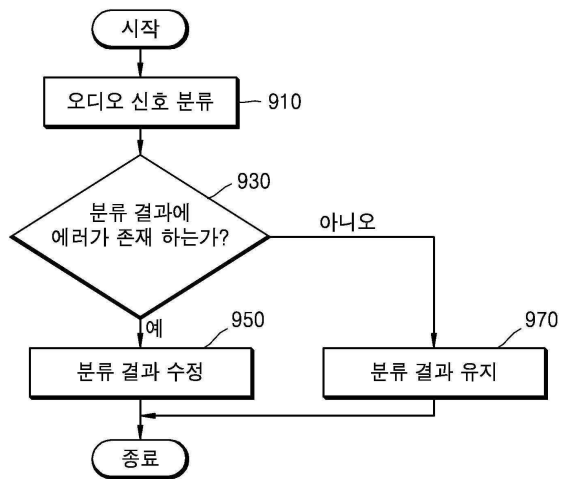 시작
오디오 신호 분류
910
930
분류 결과에
에러가 존재 하는가?
아니오
예
950
분류 결과 수정
970
분류 결과 유지
종료